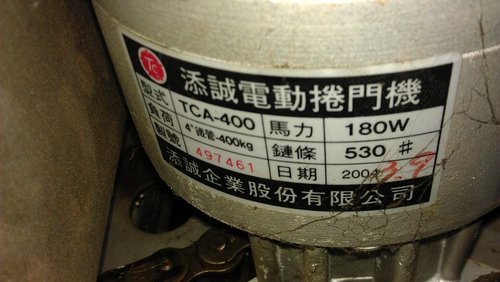 TC 添誠電動捲門機
型式 TCA-400 馬力 180W
負荷 4"鐵管-400kg 鏈條 530#
製號 497461 日期 2004
添誠企業股份有限公司